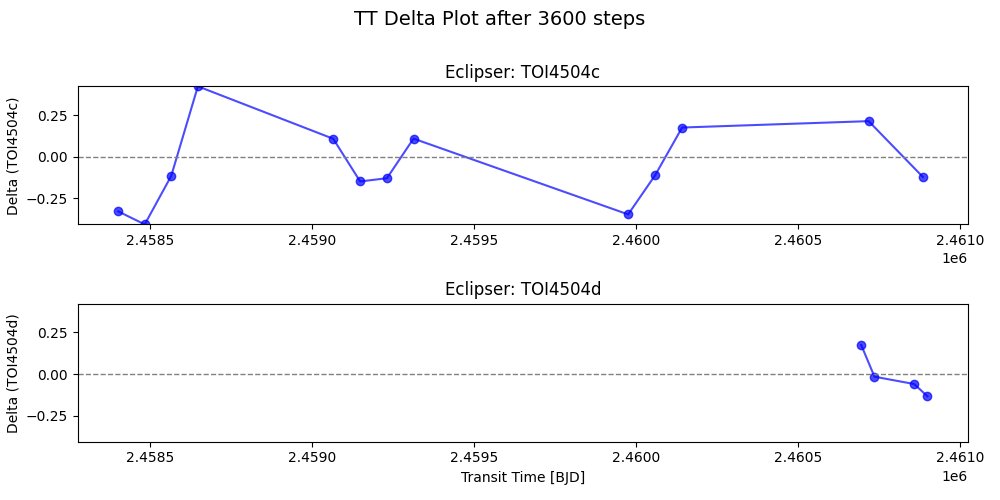 TT Delta Plot after 3600 steps
Eclipser: TOI4504c
Delta (TOI4504c)
0.25
0.00
−0.25
2.4585 2.4590 2.4595 2.4600 2.4605 2.4610
1e6
Eclipser: TOI4504d
Delta (TOI4504d)
0.25
0.00
−0.25
2.4585 2.4590 2.4595 2.4600 2.4605 2.4610
Transit Time [BJD]
1e6